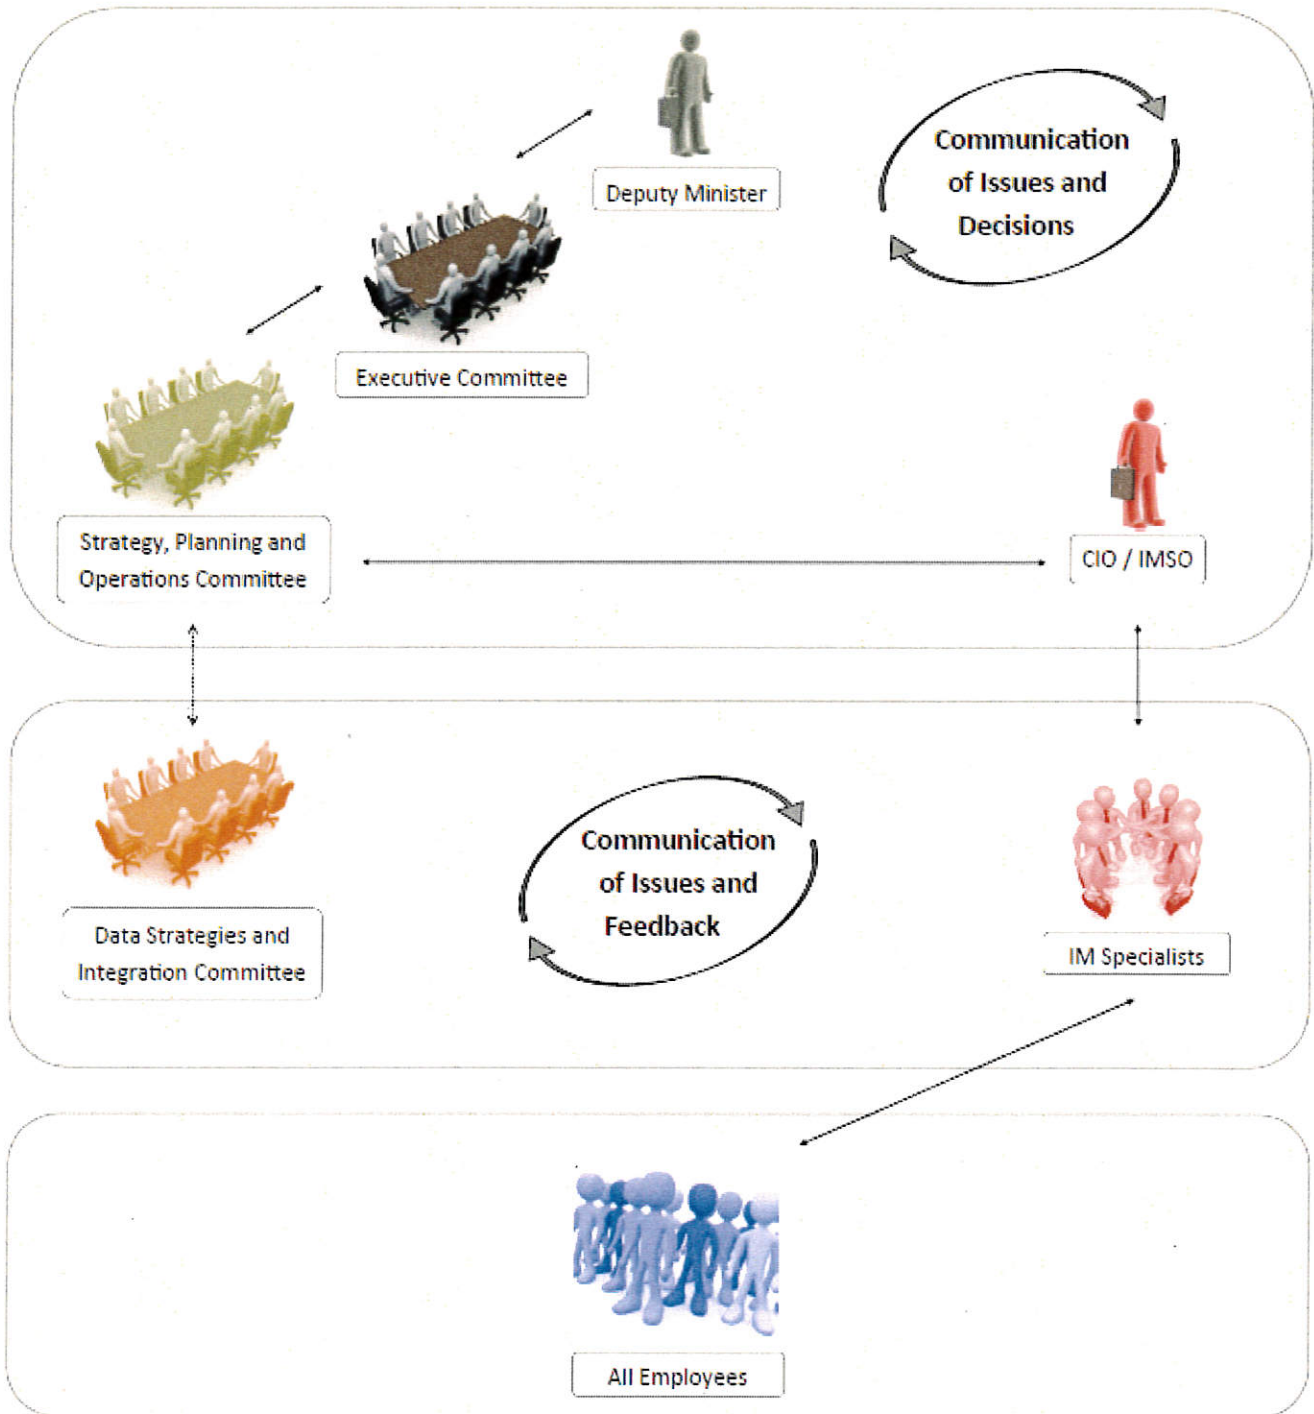 Deputy Minister
Communication
of Issues and
Decisions
Executive Committee
Strategy, Planning and
Operations Committee
CIO / IMSO
Data Strategies and
Integration Committee
Communication
of Issues and
Feedback
IM Specialists
All Employees